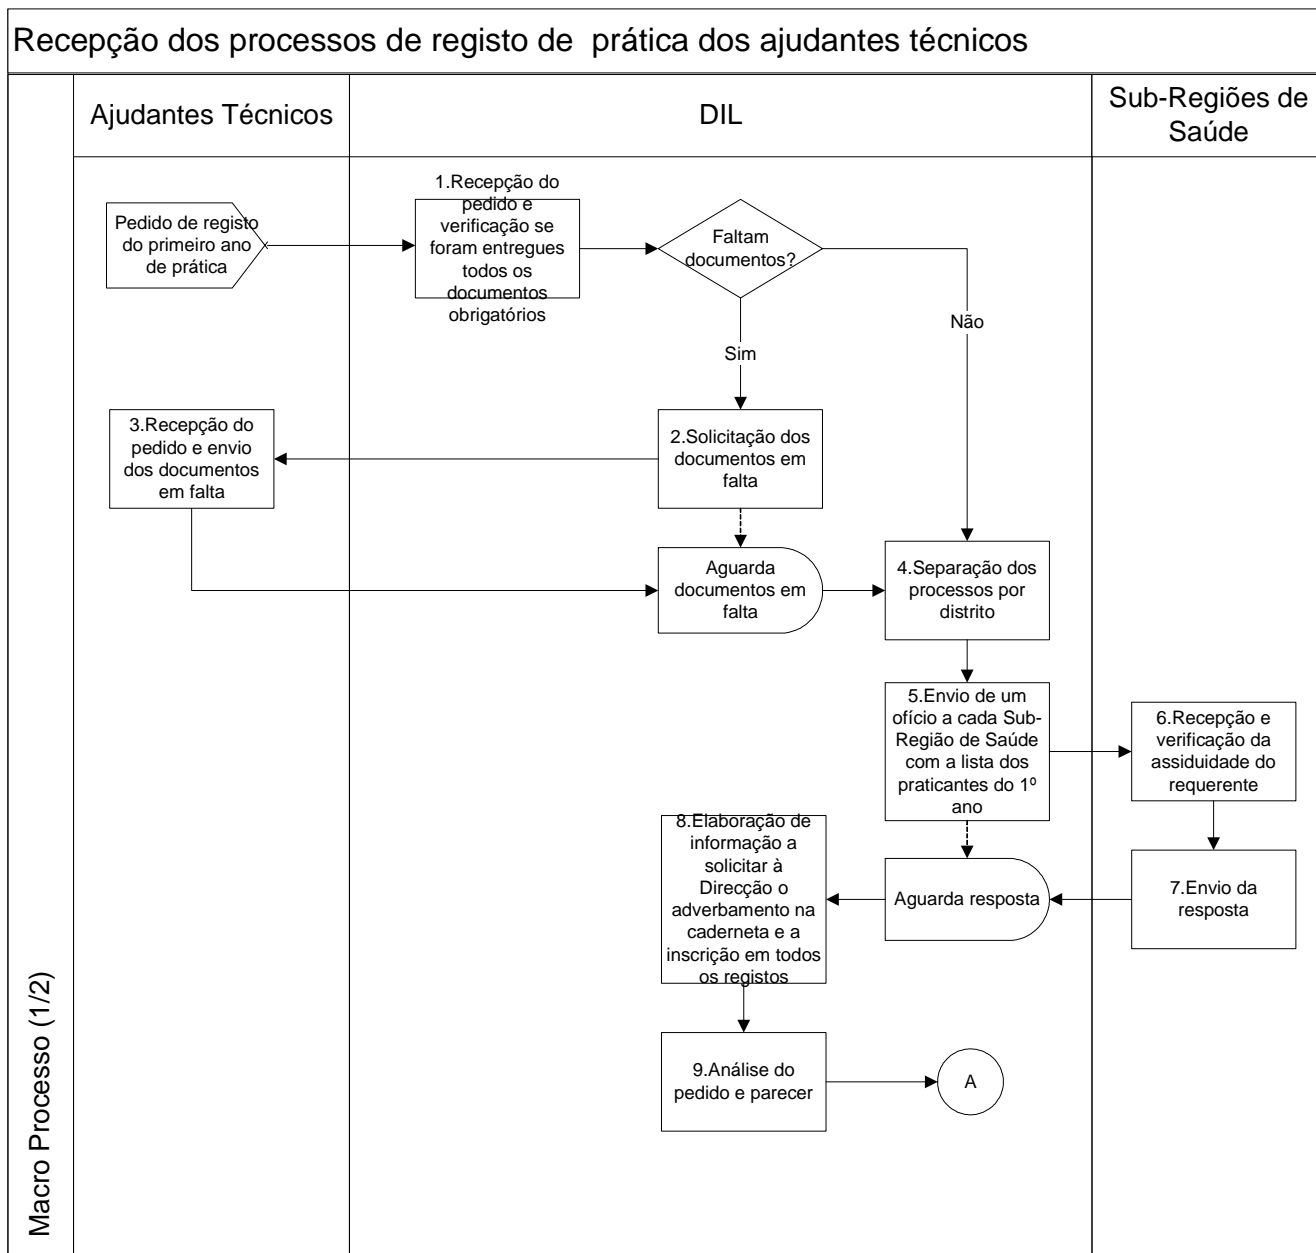 Recepção dos processos de registo de prática dos ajudantes técnicos
Ajudantes Técnicos
DIL
Sub-Regiões de
Saúde
Pedido de registo
do primeiro ano
de prática
1.Recepção do
pedido e
verificação se
foram entregues
todos os
documentos
obrigatórios
Faltam
documentos?
Não
Sim
3.Recepção do
pedido e envio
dos documentos
em falta
2.Solicitação dos
documentos em
falta
Aguarda
documentos em
falta
4.Separação dos
processos por
distrito
5.Envio de um
ofício a cada Sub-
Região de Saúde
com a lista dos
praticantes do 1º
ano
6.Recepção e
verificação da
assiduidade do
requerente
8.Elaboração de
informação a
solicitar à
Direcção o
adverbamento na
caderneta e a
inscrição em todos
os registos
Aguarda resposta
7.Envio da
resposta
9.Análise do
pedido e parecer
A
Macro Processo (1/2)